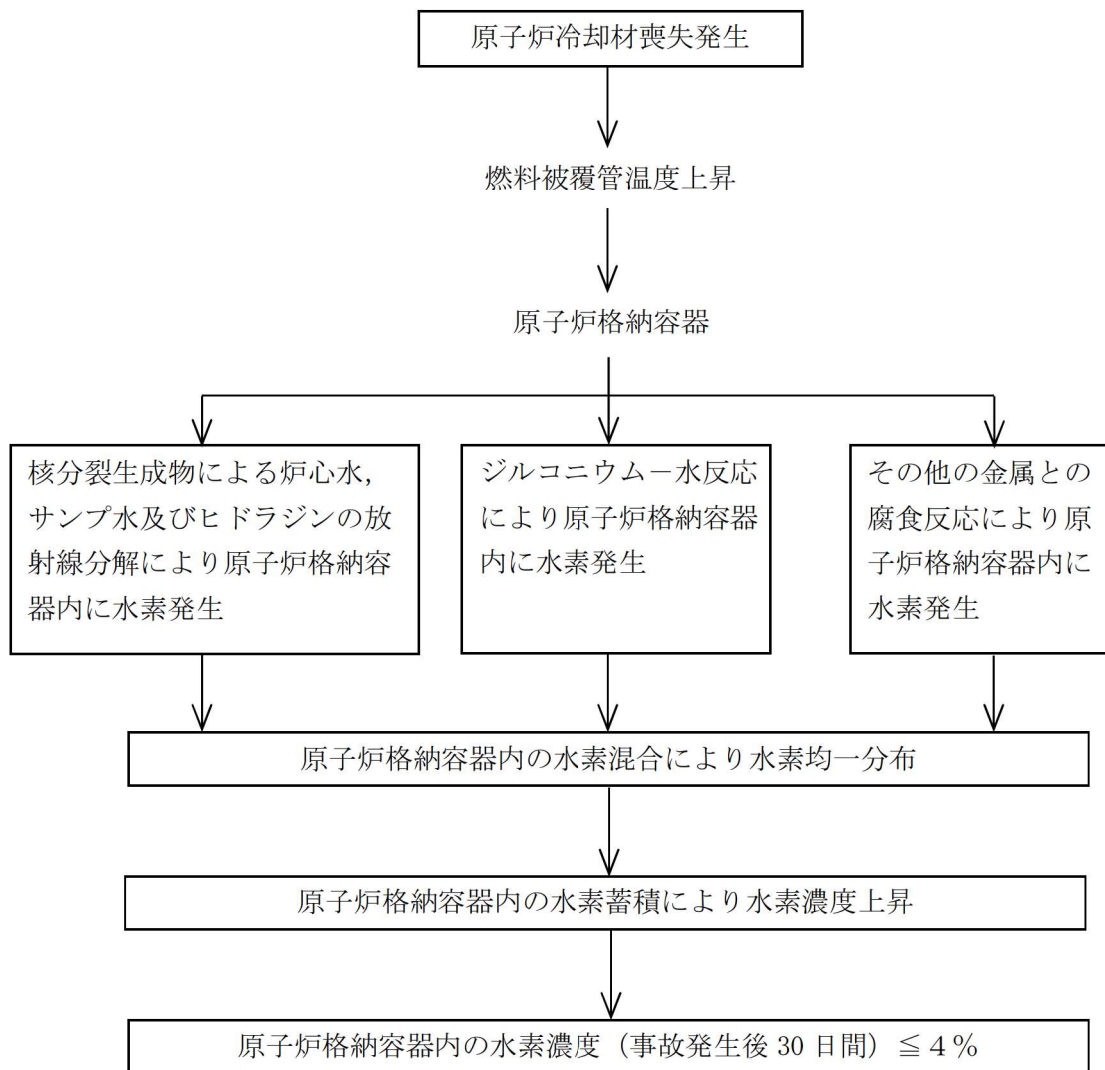 原子炉冷却材喪失発生
燃料被覆管温度上昇
原子炉格納容器
核分裂生成物による炉心水,
サンプ水及びヒドラジンの放
射線分解により原子炉格納容
器内に水素発生
ジルコニウム－水反応
により原子炉格納容器
内に水素発生
その他の金属との
腐食反応により原
子炉格納容器内に
水素発生
原子炉格納容器内の水素混合により水素均一分布
原子炉格納容器内の水素蓄積により水素濃度上昇
原子炉格納容器内の水素濃度（事故発生後 30 日間）≦４％